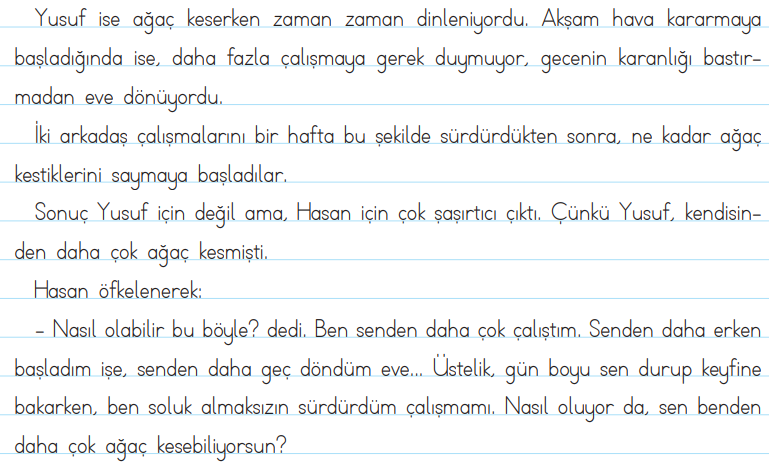 Yusuf ise ağaç keserken zaman zaman dinleniyordu. Akşam hava kararmaya
başladığında ise, daha fazla çalışmaya gerek duymuyor, gecenin karanlığı bastır-
madan eve dönüyordu.
İki arkadaş çalışmalarını bir hafta bu şekilde sürdürdükten sonra, ne kadar ağaç
kestiklerini saymaya başladılar.
Sonuç Yusuf için değil ama, Hasan için çok şaşırtıcı çıktı. Çünkü Yusuf, kendisin-
den daha çok ağaç kesmişti.
Hasan öfkelenerek:
- Nasıl olabilir bu böyle? dedi. Ben senden daha çok çalıştım. Senden daha erken
başladım işe, senden daha geç döndüm eve... Üstelik, gün boyu sen durup keyfine
bakarken, ben soluk almaksızın sürdürdüm çalışmamı. Nasıl oluyor da, sen benden
daha çok ağaç kesebiliyorsun?